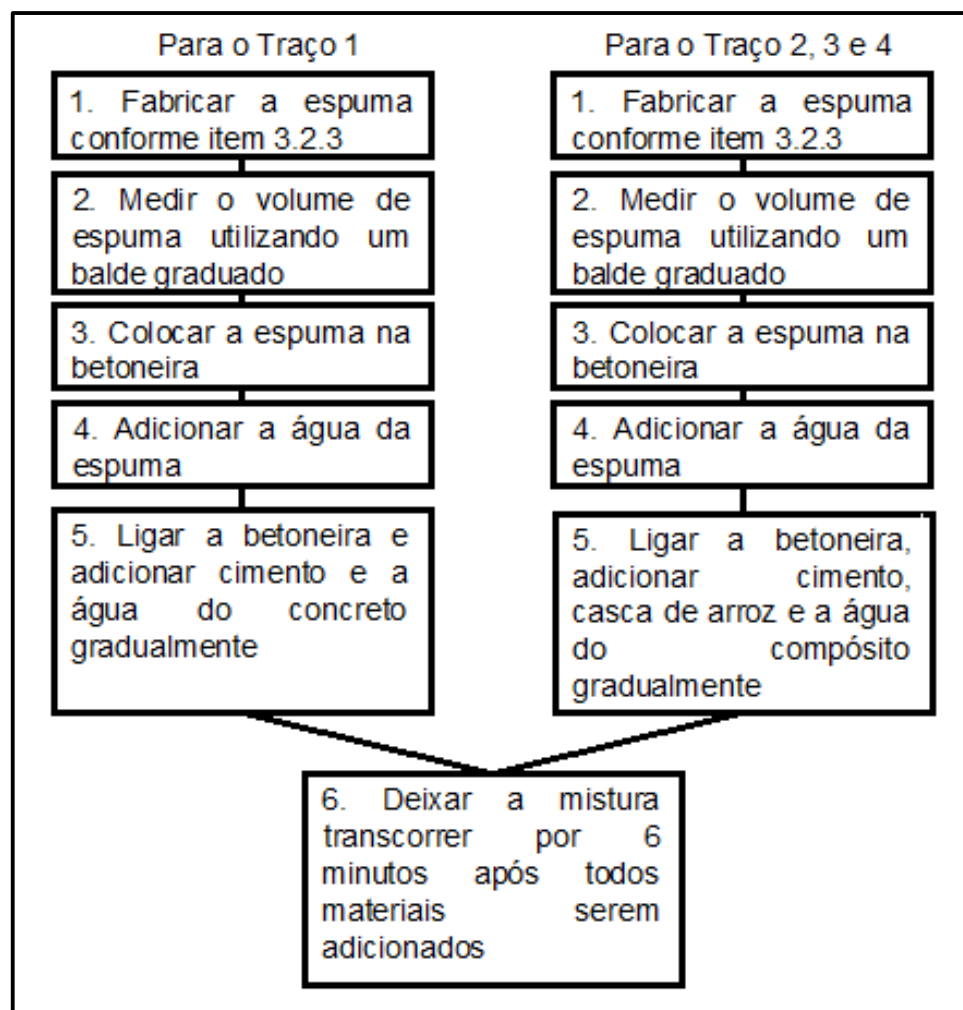 Para o Traço 1
1. Fabricar a espuma
conforme item 3.2.3
2. Medir o volume de
espuma utilizando um
balde graduado
3. Colocar a espuma na
betoneira
4. Adicionar a água da
espuma
5. Ligar a betoneira e
adicionar cimento e a
água do concreto
gradualmente
Para o Traço 2, 3 e 4
1. Fabricar a espuma
conforme item 3.2.3
2. Medir o volume de
espuma utilizando um
balde graduado
3. Colocar a espuma na
betoneira
4. Adicionar a água da
espuma
5. Ligar a betoneira,
adicionar cimento,
casca de arroz e a água
do compósito
gradualmente
6. Deixar a mistura
transcorrer por 6
minutos após todos
materiais serem
adicionados